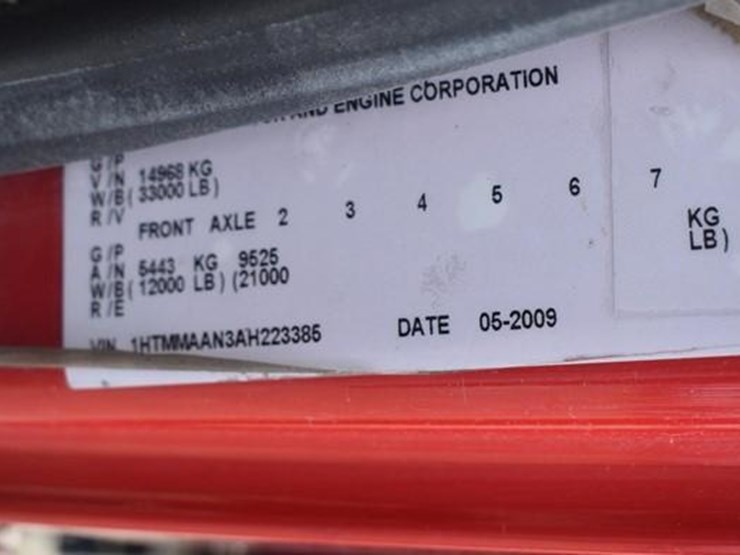 AND ENGINE CORPORATION
G/P
V/N 14968 KG
W/B ( 33000 LB )
R/V
FRONT AXLE 2 3 4 5 6 7
G/P
A/N 5443 KG 9525 KG
W/B ( 12000 LB ) (21000 LB )
R/E
VIN 1HTMMAAN3AH223385 DATE 05-2009